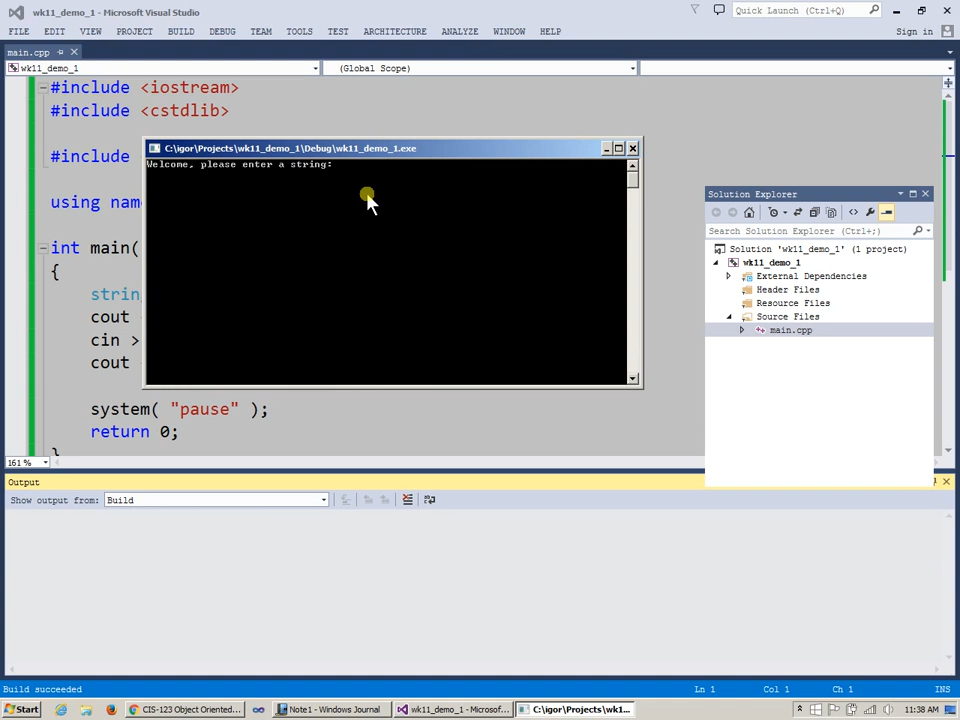 wk11_demo_1 - Microsoft Visual Studio
Quick Launch (Ctrl+Q)
FILE EDIT VIEW PROJECT BUILD DEBUG TEAM TOOLS TEST ARCHITECTURE ANALYZE WINDOW HELP
Sign in
main.cpp
wk11_demo_1 (Global Scope)
#include <iostream>
#include <cstdlib>
#include
using nam
int main(
{
strin
cout
cin >
cout
system( "pause" );
return 0;
}
C:\igor\Projects\wk11_demo_1\Debug\wk11_demo_1.exe
Welcome, please enter a string:
Solution Explorer
Search Solution Explorer (Ctrl+;)
Solution 'wk11_demo_1' (1 project)
wk11_demo_1
External Dependencies
Header Files
Resource Files
Source Files
main.cpp
161 %
Output
Show output from: Build
Build succeeded
Ln 1 Col 1 Ch 1 INS
Start CIS-123 Object Oriented... Note1 - Windows Journal wk11_demo_1 - Microsof... C:\igor\Projects\wk1... 11:38 AM